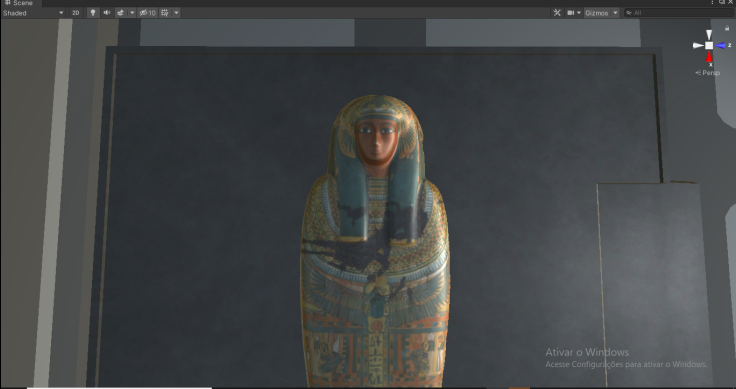 Scene
Shaded 2D 10 Gizmos All
z
x
Persp
Ativar o Windows
Acesse Configurações para ativar o Windows.